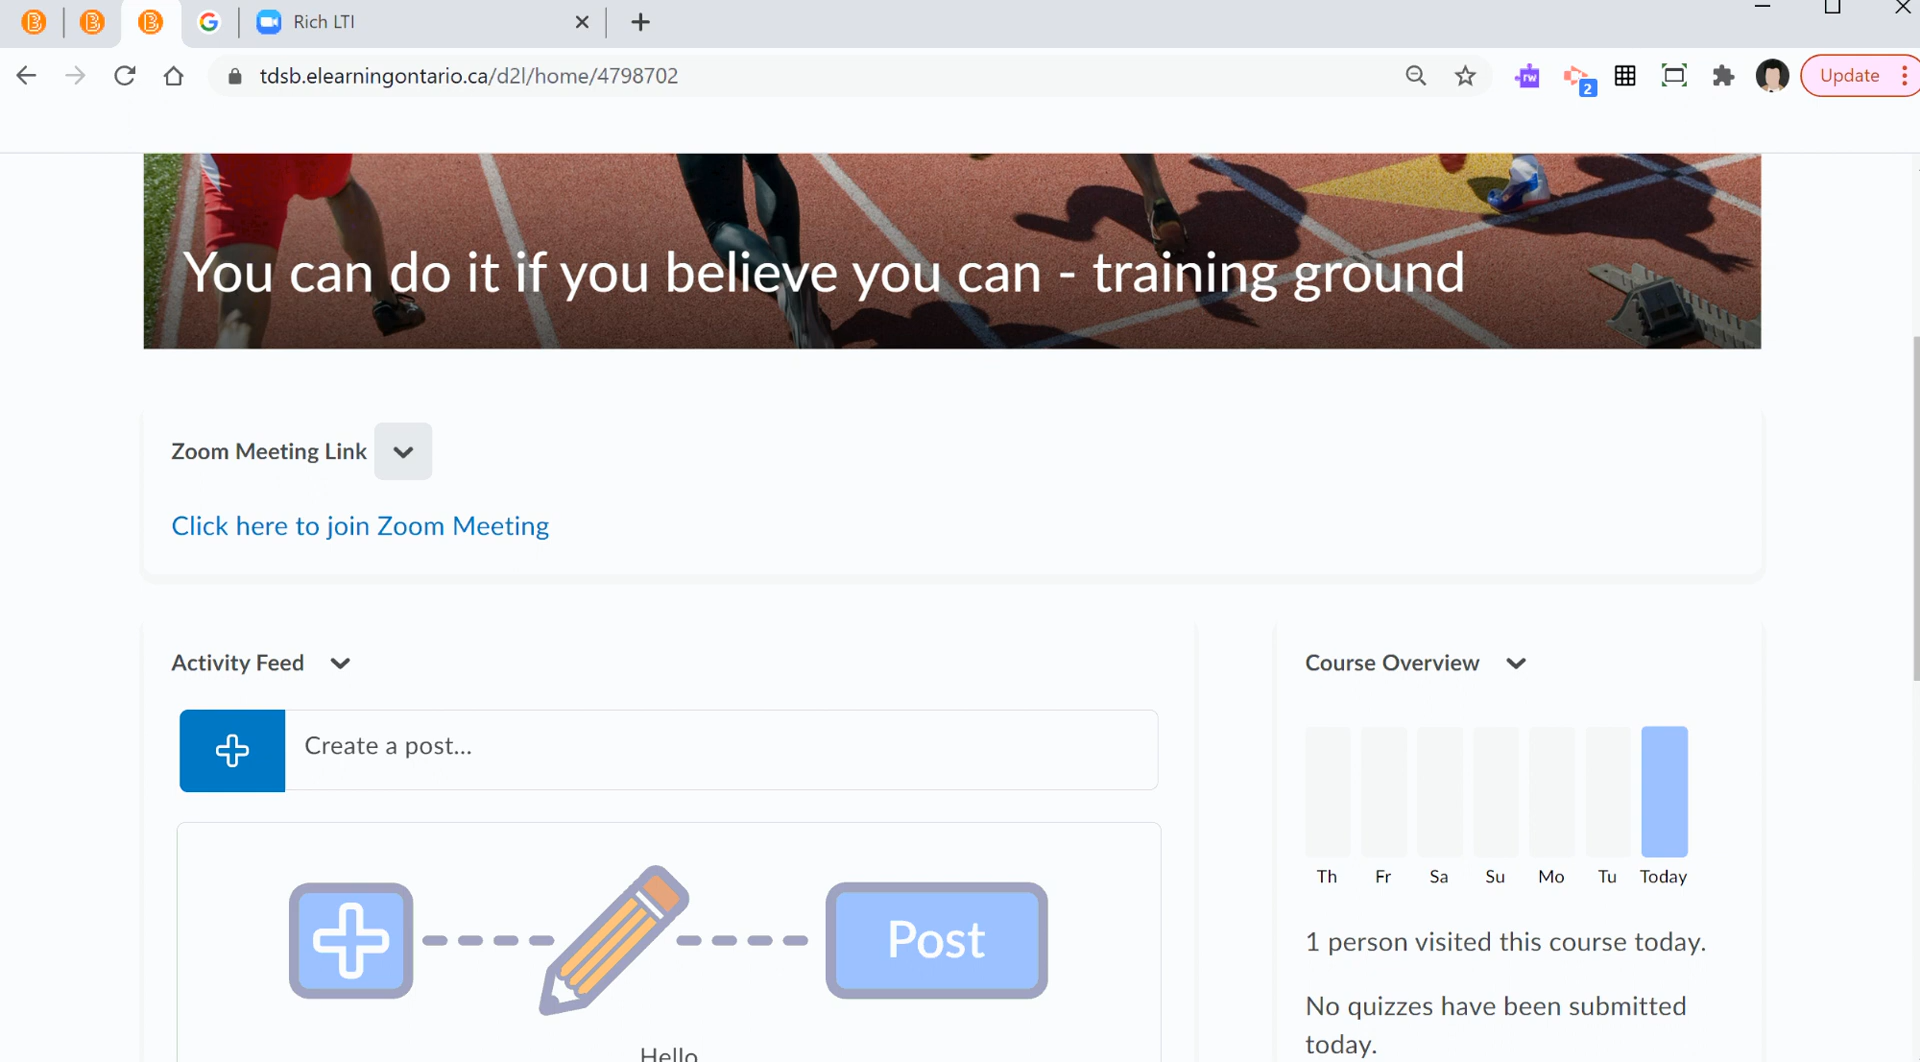 Rich LTI
tdsb.elearningontario.ca/d2l/home/4798702
rw
2
Update
You can do it if you believe you can - training ground
Zoom Meeting Link
Click here to join Zoom Meeting
Activity Feed
Create a post...
Post
Hello
Course Overview
Th Fr Sa Su Mo Tu Today
1 person visited this course today.
No quizzes have been submitted
today.